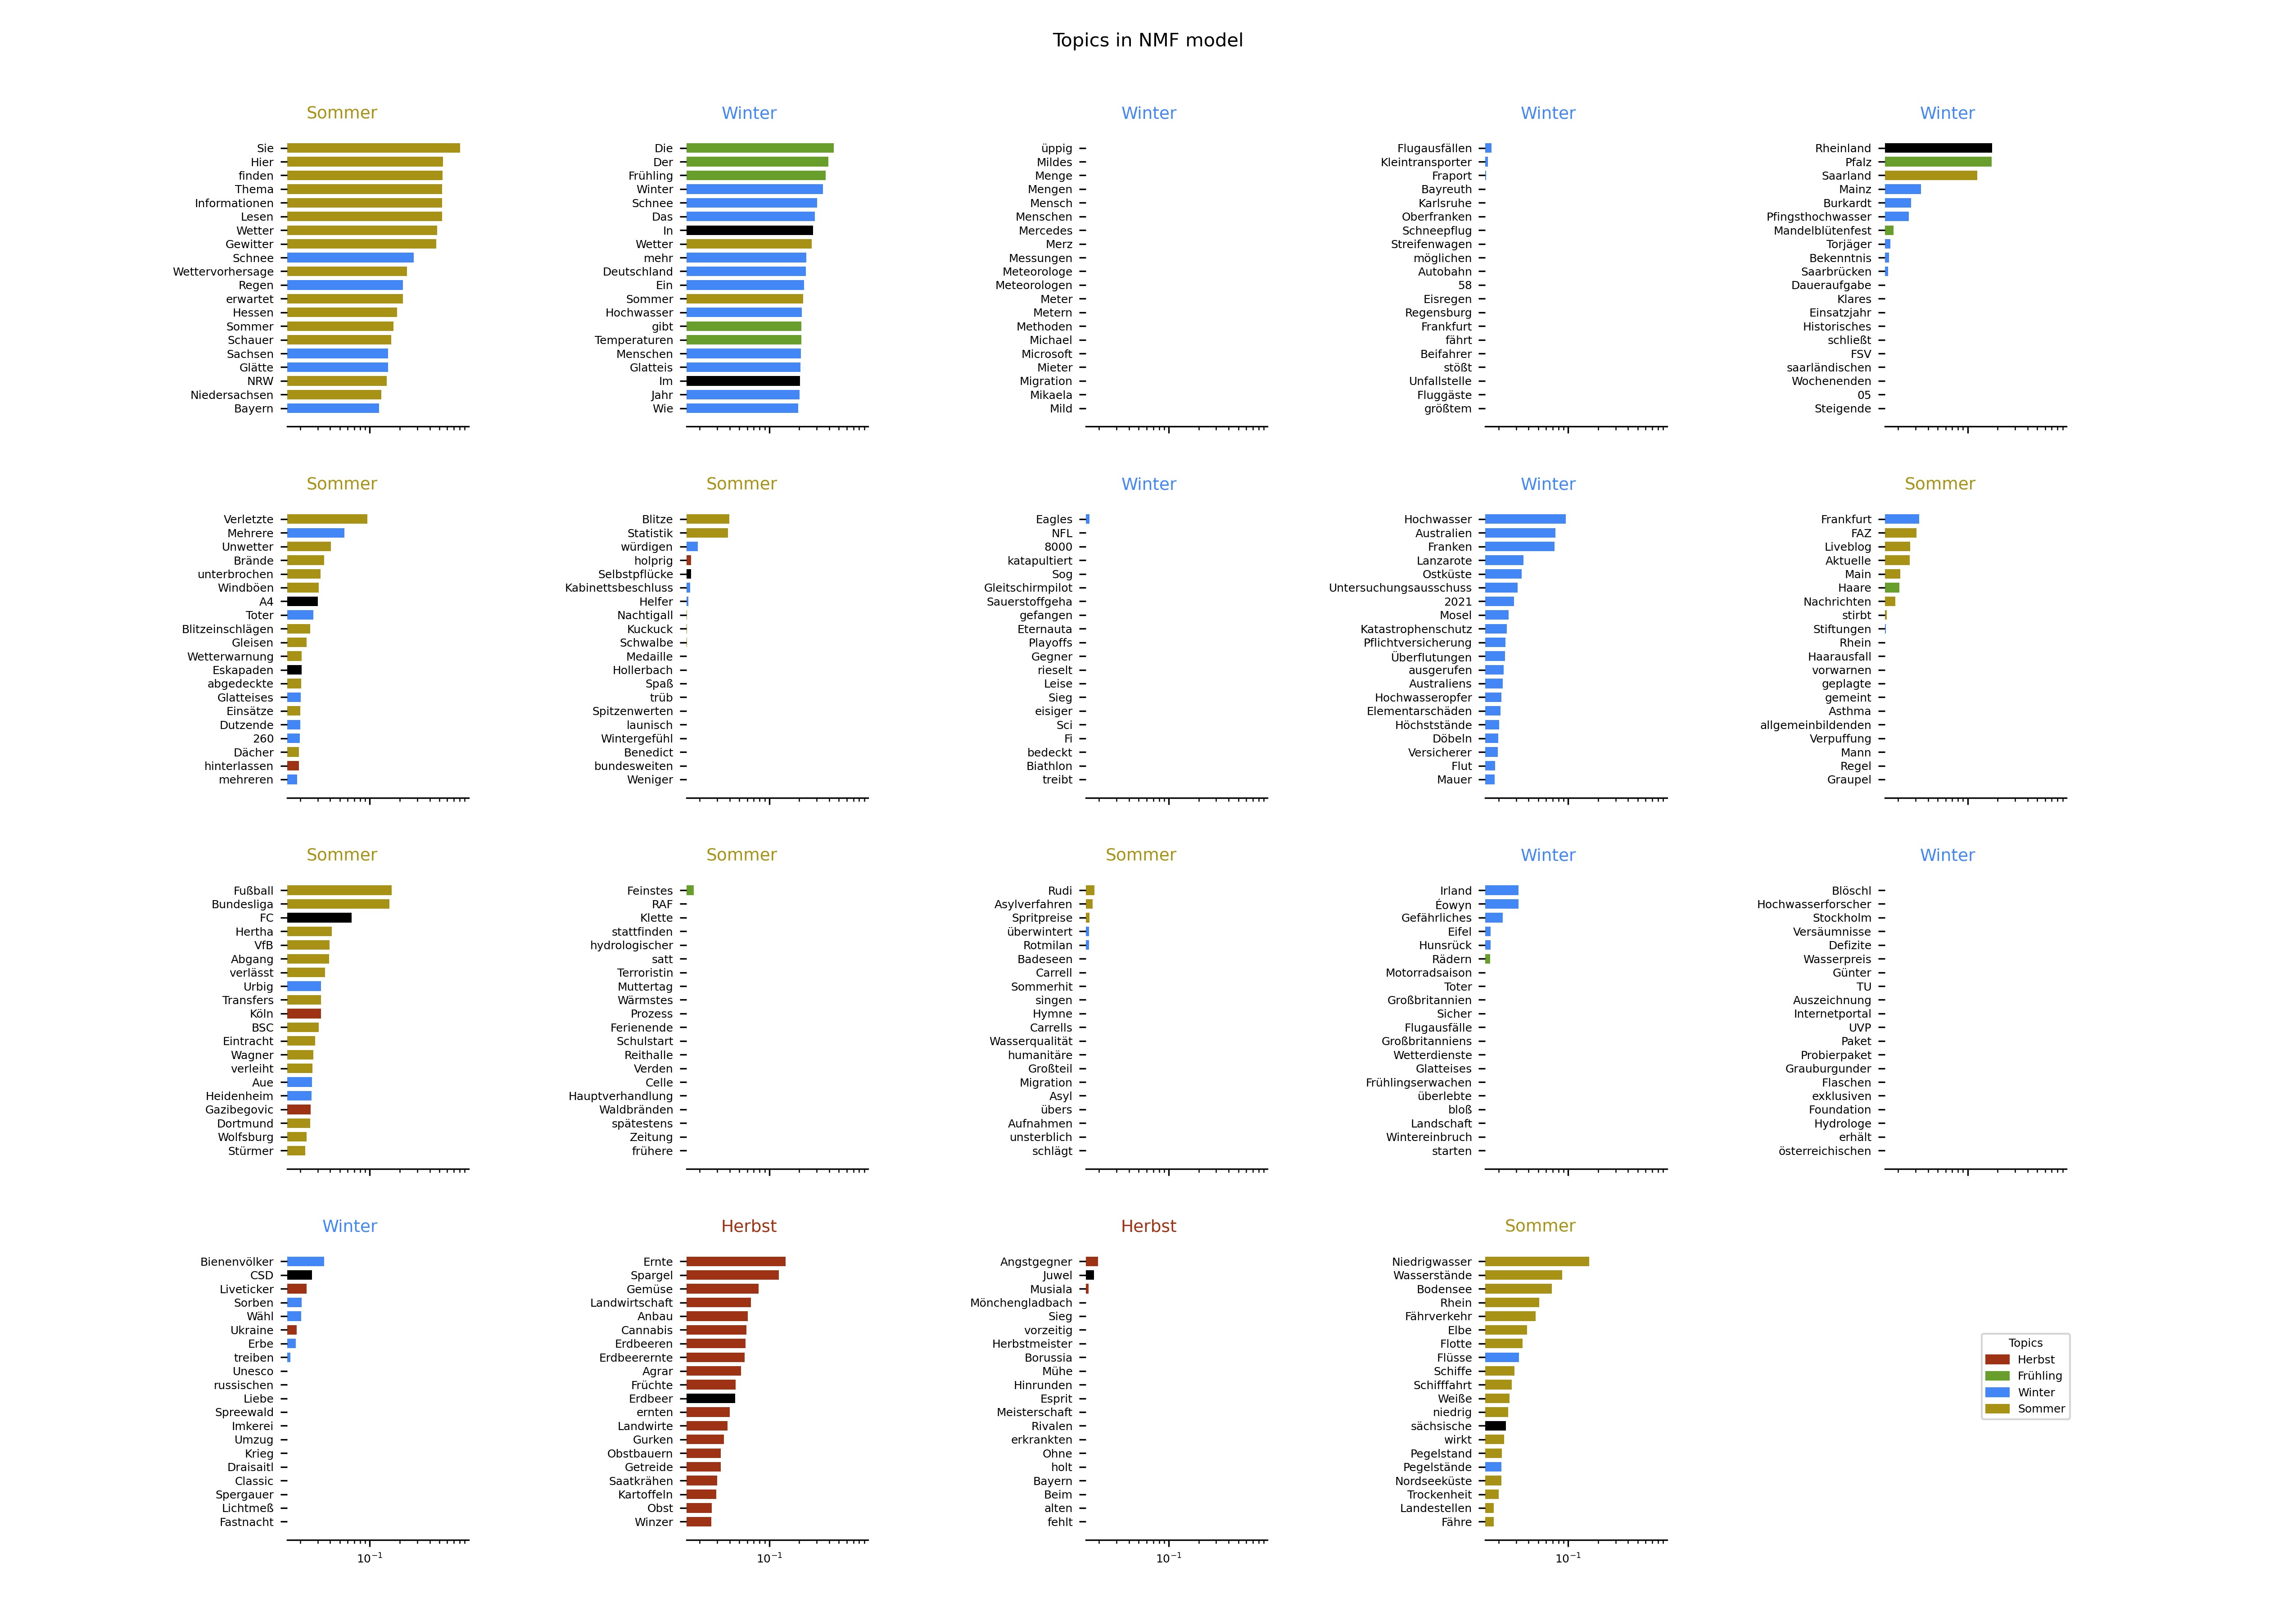 Topics in NMF model
Sommer
Sie
Hier
finden
Thema
Informationen
Lesen
Wetter
Gewitter
Schnee
Wettervorhersage
Regen
erwartet
Hessen
Sommer
Schauer
Sachsen
Glätte
NRW
Niedersachsen
Bayern
Winter
Die
Der
Frühling
Winter
Schnee
Das
In
Wetter
mehr
Deutschland
Ein
Sommer
Hochwasser
gibt
Temperaturen
Menschen
Glatteis
Im
Jahr
Wie
Winter
üppig
Mildes
Menge
Mengen
Mensch
Menschen
Mercedes
Merz
Messungen
Meteorologe
Meteorologen
Meter
Metern
Methoden
Michael
Microsoft
Mieter
Migration
Mikaela
Mild
Winter
Flugausfällen
Kleintransporter
Fraport
Bayreuth
Karlsruhe
Oberfranken
Schneepflug
Streifenwagen
möglichen
Autobahn
58
Eisregen
Regensburg
Frankfurt
fährt
Beifahrer
stößt
Unfallstelle
Fluggäste
größtem
Winter
Rheinland
Pfalz
Saarland
Mainz
Burkardt
Pfingsthochwasser
Mandelblütenfest
Torjäger
Bekenntnis
Saarbrücken
Daueraufgabe
Klares
Einsatzjahr
Historisches
schließt
FSV
saarländischen
Wochenenden
05
Steigende
Sommer
Verletzte
Mehrere
Unwetter
Brände
unterbrochen
Windböen
A4
Toter
Blitzeinschlägen
Gleisen
Wetterwarnung
Eskapaden
abgedeckte
Glatteises
Einsätze
Dutzende
260
Dächer
hinterlassen
mehreren
Sommer
Blitze
Statistik
würdigen
holprig
Selbstpflücke
Kabinettsbeschluss
Helfer
Nachtigall
Kuckuck
Schwalbe
Medaille
Hollerbach
Spaß
trüb
Spitzenwerten
launisch
Wintergefühl
Benedict
bundesweiten
Weniger
Winter
Eagles
NFL
8000
katapultiert
Sog
Gleitschirmpilot
Sauerstoffgeha
gefangen
Eternauta
Playoffs
Gegner
rieselt
Leise
Sieg
eisiger
Sci
Fi
bedeckt
Biathlon
treibt
Winter
Hochwasser
Australien
Franken
Lanzarote
Ostküste
Untersuchungsausschuss
2021
Mosel
Katastrophenschutz
Pflichtversicherung
Überflutungen
ausgerufen
Australiens
Hochwasseropfer
Elementarschäden
Höchststände
Döbeln
Versicherer
Flut
Mauer
Sommer
Frankfurt
FAZ
Liveblog
Aktuelle
Main
Haare
Nachrichten
stirbt
Stiftungen
Rhein
Haarausfall
vorwarnen
geplagte
gemeint
Asthma
allgemeinbildenden
Verpuffung
Mann
Regel
Graupel
Sommer
Fußball
Bundesliga
FC
Hertha
VfB
Abgang
verlässt
Urbig
Transfers
Köln
BSC
Eintracht
Wagner
verleiht
Aue
Heidenheim
Gazibegovic
Dortmund
Wolfsburg
Stürmer
Sommer
Feinstes
RAF
Klette
stattfinden
hydrologischer
satt
Terroristin
Muttertag
Wärmstes
Prozess
Ferienende
Schulstart
Reithalle
Verden
Celle
Hauptverhandlung
Waldbränden
spätestens
Zeitung
frühere
Sommer
Rudi
Asylverfahren
Spritpreise
überwintert
Rotmilan
Badeseen
Carrell
Sommerhit
singen
Hymne
Carrells
Wasserqualität
humanitäre
Großteil
Migration
Asyl
übers
Aufnahmen
unsterblich
schlägt
Winter
Irland
Éowyn
Gefährliches
Eifel
Hunsrück
Rädern
Motorradsaison
Toter
Großbritannien
Sicher
Flugausfälle
Großbritanniens
Wetterdienste
Glatteises
Frühlingserwachen
überlebte
bloß
Landschaft
Wintereinbruch
starten
Winter
Blöschl
Hochwasserforscher
Stockholm
Versäumnisse
Defizite
Wasserpreis
Günter
TU
Auszeichnung
Internetportal
UVP
Paket
Probierpaket
Grauburgunder
Flaschen
exklusiven
Foundation
Hydrologe
erhält
österreichischen
Winter
Bienenvölker
CSD
Liveticker
Sorben
Wähl
Ukraine
Erbe
treiben
Unesco
russischen
Liebe
Spreewald
Imkerei
Umzug
Krieg
Draisaitl
Classic
Spergauer
Lichtmeß
Fastnacht
10⁻¹
Herbst
Ernte
Spargel
Gemüse
Landwirtschaft
Anbau
Cannabis
Erdbeeren
Erdbeerernte
Agrar
Früchte
Erdbeer
ernten
Landwirte
Gurken
Obstbauern
Getreide
Saatkrähen
Kartoffeln
Obst
Winzer
10⁻¹
Herbst
Angstgegner
Juwel
Musiala
Mönchengladbach
Sieg
vorzeitig
Herbstmeister
Borussia
Mühe
Hinrunden
Esprit
Meisterschaft
Rivalen
erkrankten
Ohne
holt
Bayern
Beim
alten
fehlt
10⁻¹
Sommer
Niedrigwasser
Wasserstände
Bodensee
Rhein
Fährverkehr
Elbe
Flotte
Flüsse
Schiffe
Schifffahrt
Weiße
niedrig
sächsische
wirkt
Pegelstand
Pegelstände
Nordseeküste
Trockenheit
Landestellen
Fähre
10⁻¹
Topics
Herbst
Frühling
Winter
Sommer